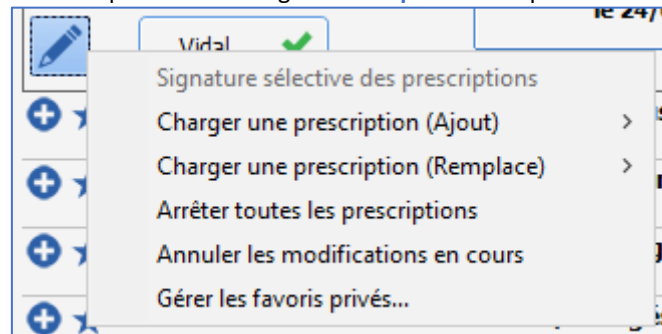 le 24/
Vidal
Signature sélective des prescriptions
Charger une prescription (Ajout)
Charger une prescription (Remplace)
Arrêter toutes les prescriptions
Annuler les modifications en cours
Gérer les favoris privés...